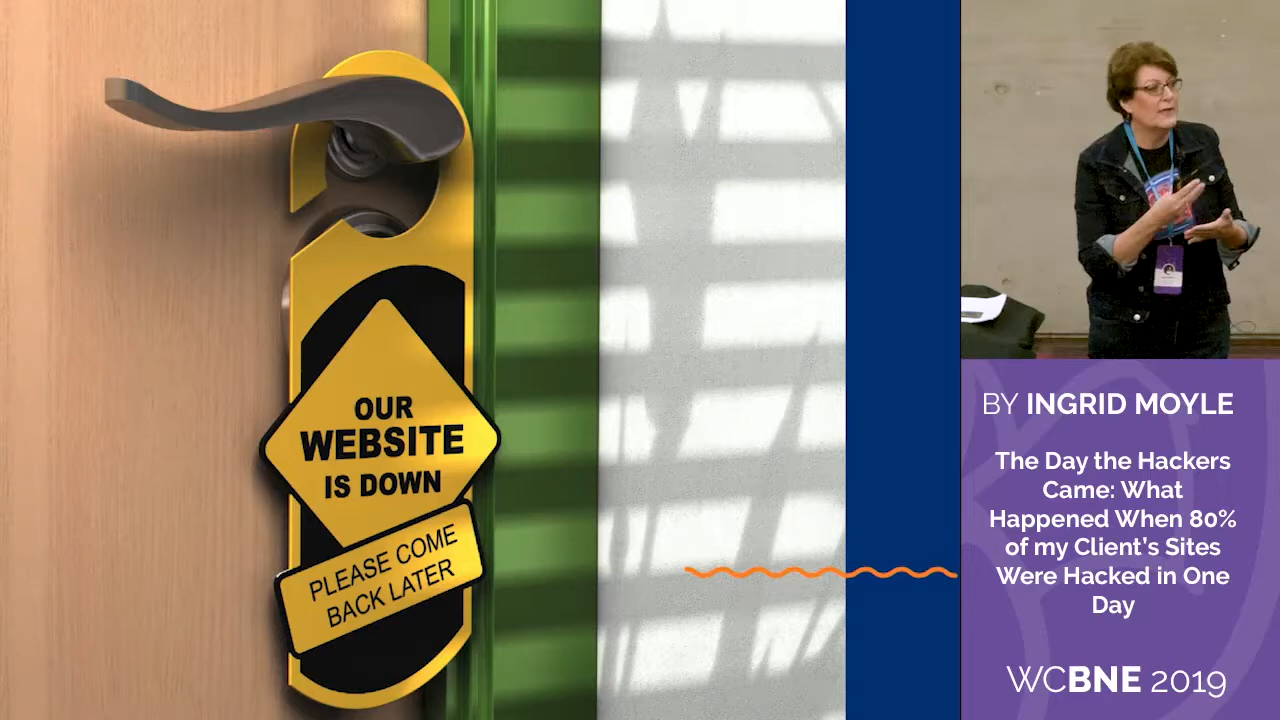 OUR
WEBSITE
IS DOWN
PLEASE COME
BACK LATER
BY INGRID MOYLE
The Day the Hackers
Came: What
Happened When 80%
of my Client's Sites
Were Hacked in One
Day
WCBNE 2019